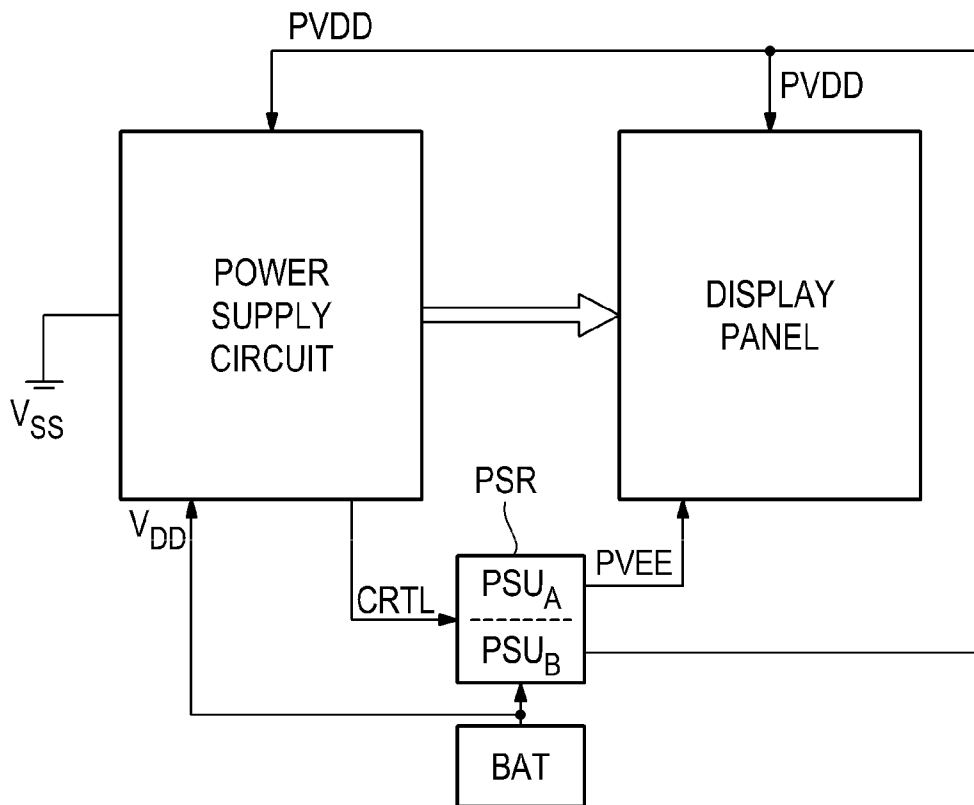 PVDD
PVDD
POWER
SUPPLY
CIRCUIT
DISPLAY
PANEL
VSS
PSR
VDD
PVEE
PSUA
CRTL
PSUB
BAT